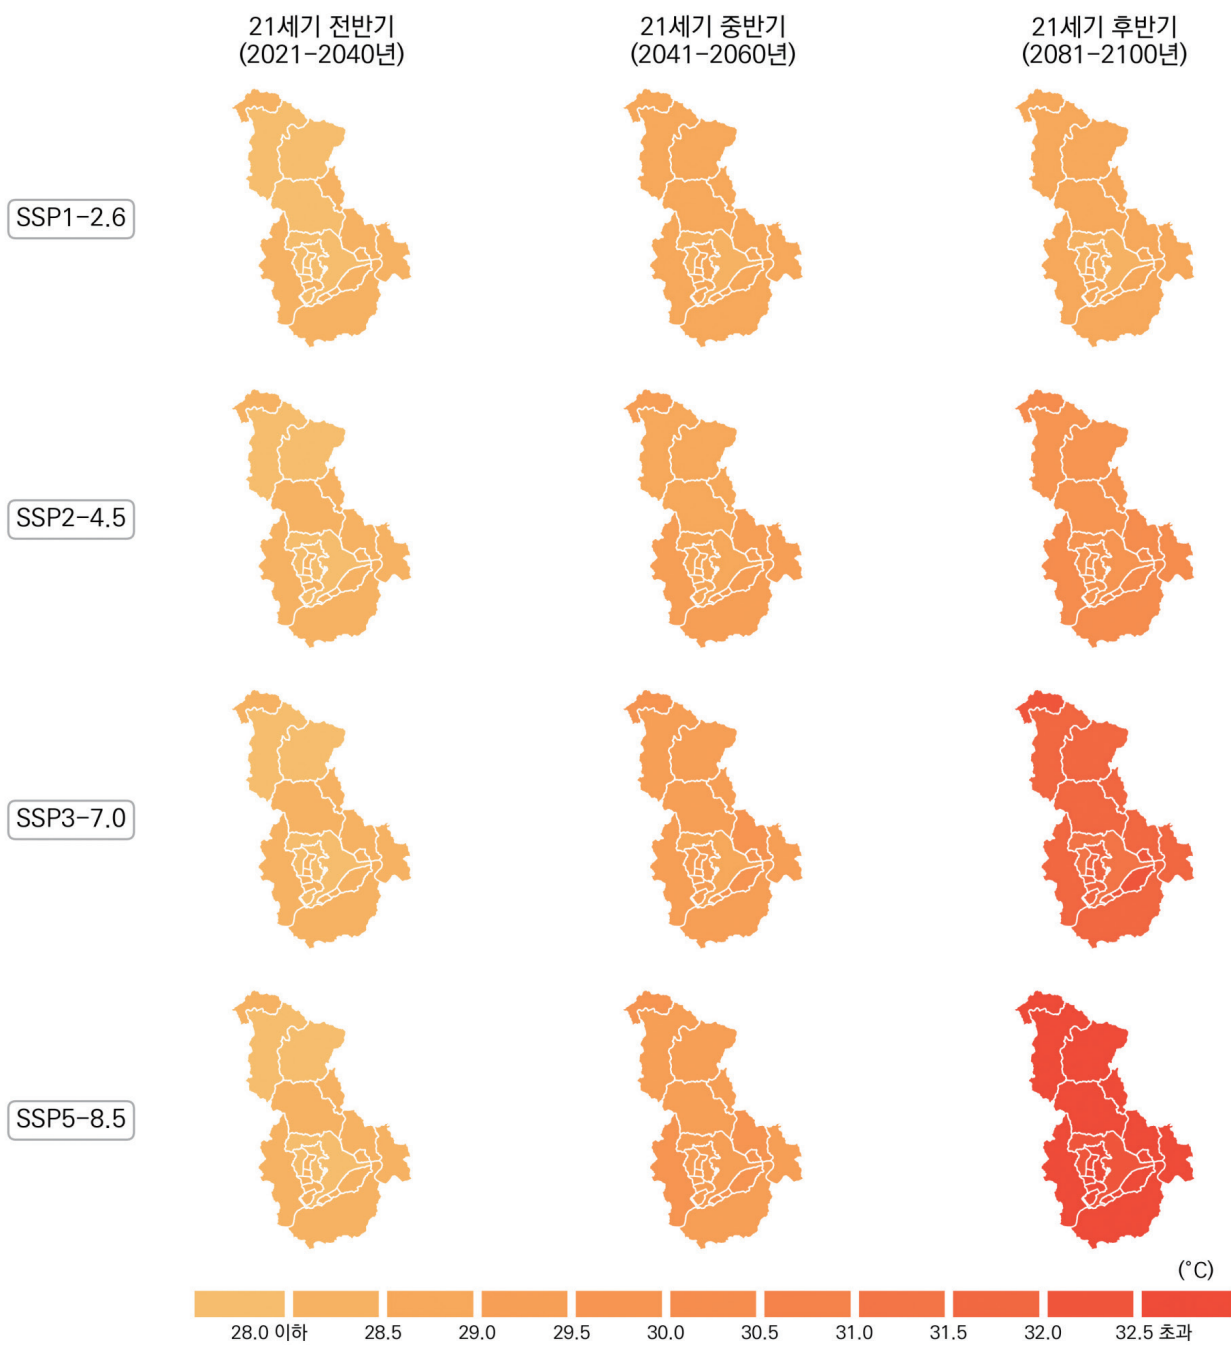 21세기 전반기
(2021-2040년)
21세기 중반기
(2041-2060년)
21세기 후반기
(2081-2100년)
SSP1-2.6
SSP2-4.5
SSP3-7.0
SSP5-8.5
(°C)
28.0 이하 28.5 29.0 29.5 30.0 30.5 31.0 31.5 32.0 32.5 초과